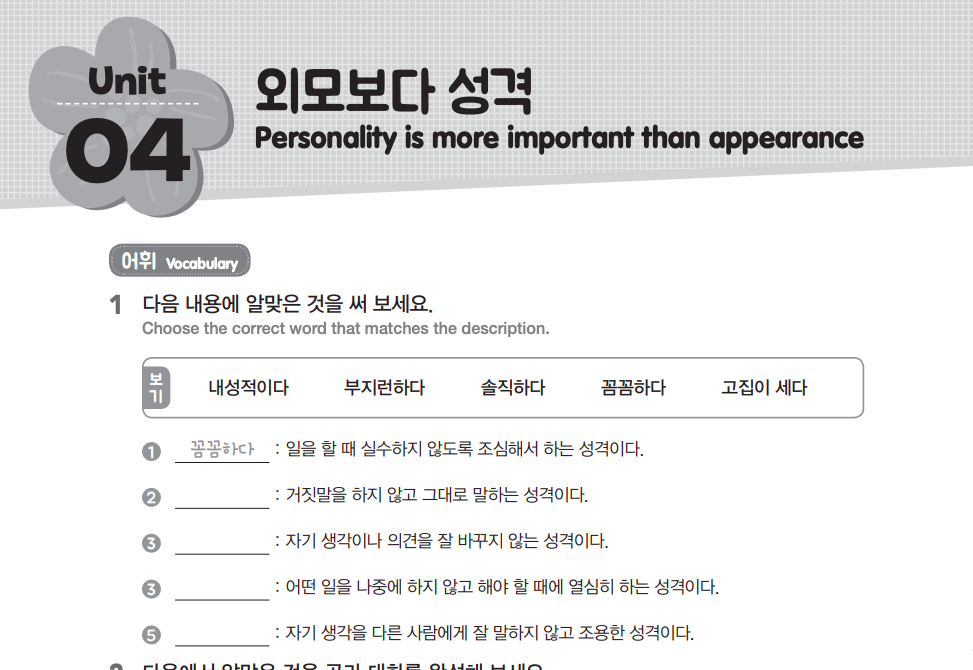 Unit
04
외모보다 성격
Personality is more important than appearance
어휘 Vocabulary
1 다음 내용에 알맞은 것을 써 보세요.
Choose the correct word that matches the description.
보기 내성적이다 부지런하다 솔직하다 꼼꼼하다 고집이 세다
1 꼼꼼하다 : 일을 할 때 실수하지 않도록 조심해서 하는 성격이다.
2 : 거짓말을 하지 않고 그대로 말하는 성격이다.
3 : 자기 생각이나 의견을 잘 바꾸지 않는 성격이다.
3 : 어떤 일을 나중에 하지 않고 해야 할 때에 열심히 하는 성격이다.
5 : 자기 생각을 다른 사람에게 잘 말하지 않고 조용한 성격이다.